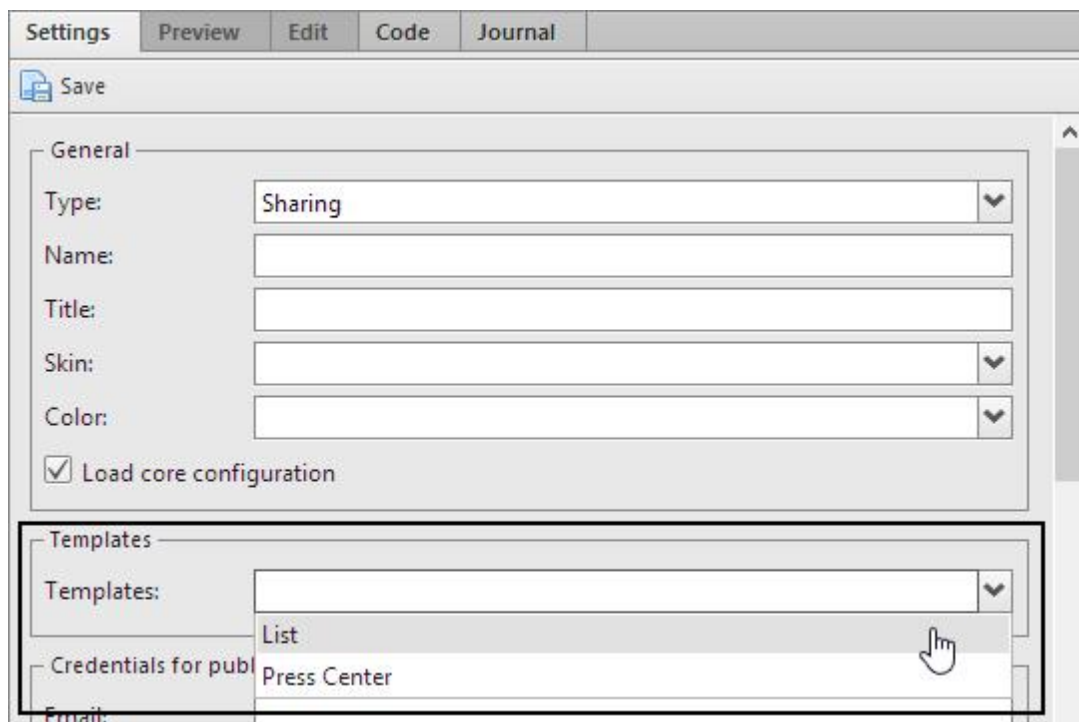 Settings Preview Edit Code Journal
Save
General
Type: Sharing
Name:
Title:
Skin:
Color:
Load core configuration
Templates
Templates:
List
Credentials for publ
Press Center
Email: